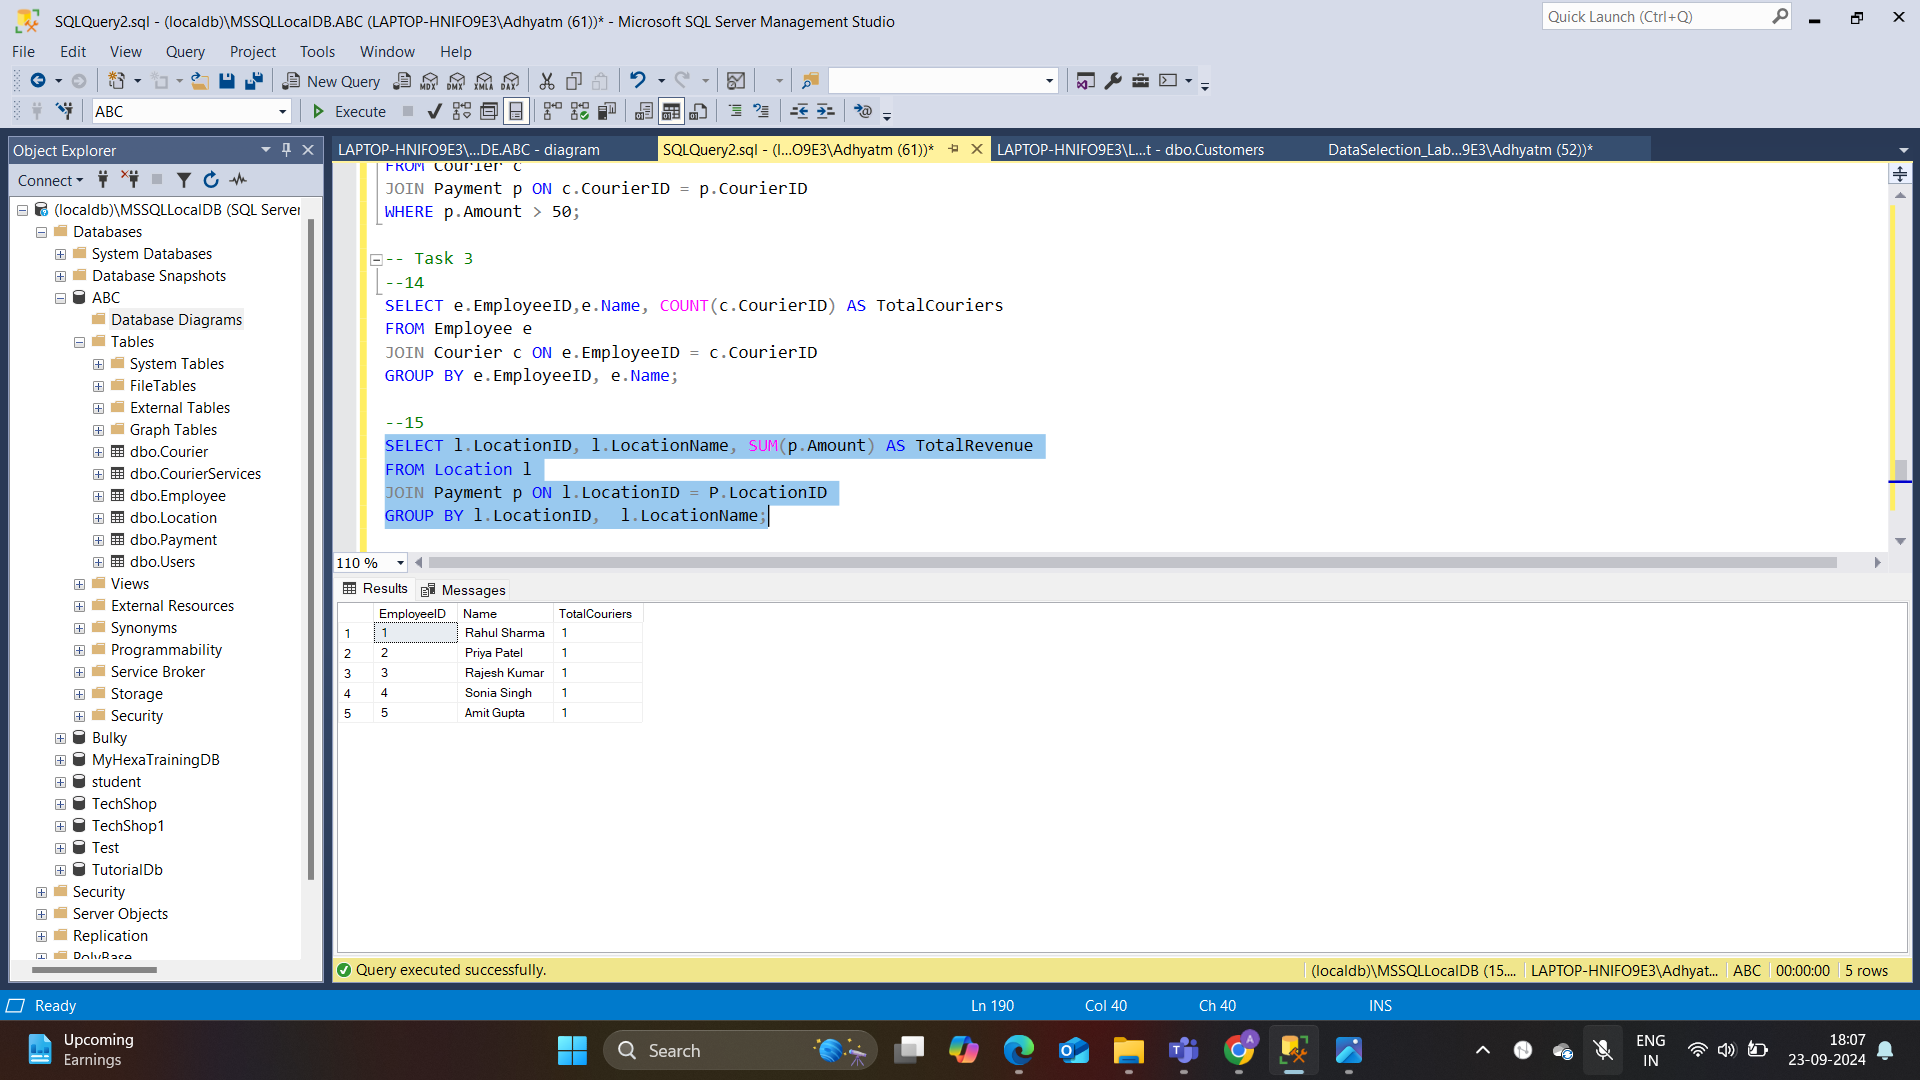 SQLQuery2.sql - (localdb)\MSSQLLocalDB.ABC (LAPTOP-HNIFO9E3\Adhyatm (61))* - Microsoft SQL Server Management Studio
Quick Launch (Ctrl+Q)
File Edit View Query Project Tools Window Help
New Query
MDX DMX XMLA DAX
ABC
Execute
Object Explorer
LAPTOP-HNIFO9E3\...DE.ABC - diagram
SQLQuery2.sql - (l...O9E3\Adhyatm (61))*
LAPTOP-HNIFO9E3\L...t - dbo.Customers
DataSelection_Lab...9E3\Adhyatm (52))*
Connect
(localdb)\MSSQLLocalDB (SQL Server
Databases
System Databases
Database Snapshots
ABC
Database Diagrams
Tables
System Tables
FileTables
External Tables
Graph Tables
dbo.Courier
dbo.CourierServices
dbo.Employee
dbo.Location
dbo.Payment
dbo.Users
Views
External Resources
Synonyms
Programmability
Service Broker
Storage
Security
Bulky
MyHexaTrainingDB
student
TechShop
TechShop1
Test
TutorialDb
Security
Server Objects
Replication
PolyBase
FROM Courier c
JOIN Payment p ON c.CourierID = p.CourierID
WHERE p.Amount > 50;
-- Task 3
--14
SELECT e.EmployeeID,e.Name, COUNT(c.CourierID) AS TotalCouriers
FROM Employee e
JOIN Courier c ON e.EmployeeID = c.CourierID
GROUP BY e.EmployeeID, e.Name;
--15
SELECT l.LocationID, l.LocationName, SUM(p.Amount) AS TotalRevenue
FROM Location l
JOIN Payment p ON l.LocationID = P.LocationID
GROUP BY l.LocationID,  l.LocationName;
110 %
Results Messages
EmployeeID Name TotalCouriers
1 1 Rahul Sharma 1
2 2 Priya Patel 1
3 3 Rajesh Kumar 1
4 4 Sonia Singh 1
5 5 Amit Gupta 1
Query executed successfully.
(localdb)\MSSQLLocalDB (15.... LAPTOP-HNIFO9E3\Adhyat... ABC 00:00:00 5 rows
Ready
Ln 190 Col 40 Ch 40 INS
Upcoming
Earnings
Search
A
ENG
IN
18:07
23-09-2024